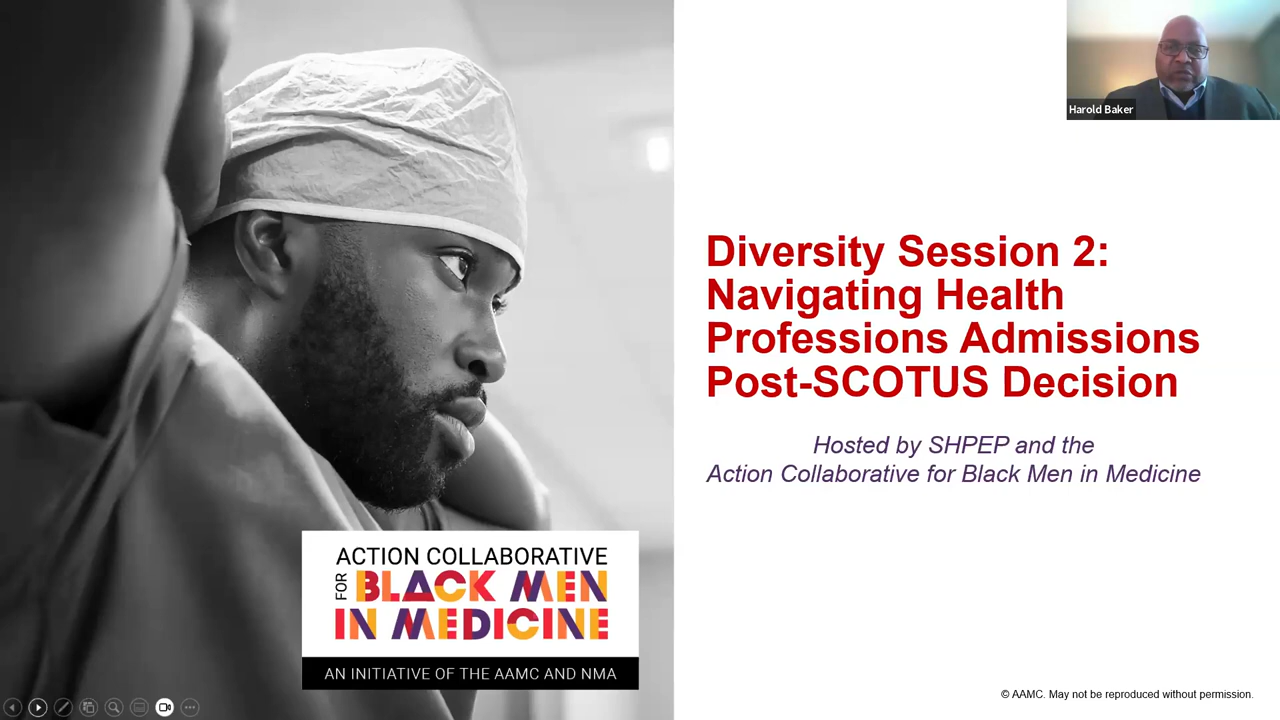 Harold Baker
Diversity Session 2:
Navigating Health
Professions Admissions
Post-SCOTUS Decision
Hosted by SHPEP and the
Action Collaborative for Black Men in Medicine
ACTION COLLABORATIVE
FOR BLACK MEN
IN MEDICINE
AN INITIATIVE OF THE AAMC AND NMA
© AAMC. May not be reproduced without permission.